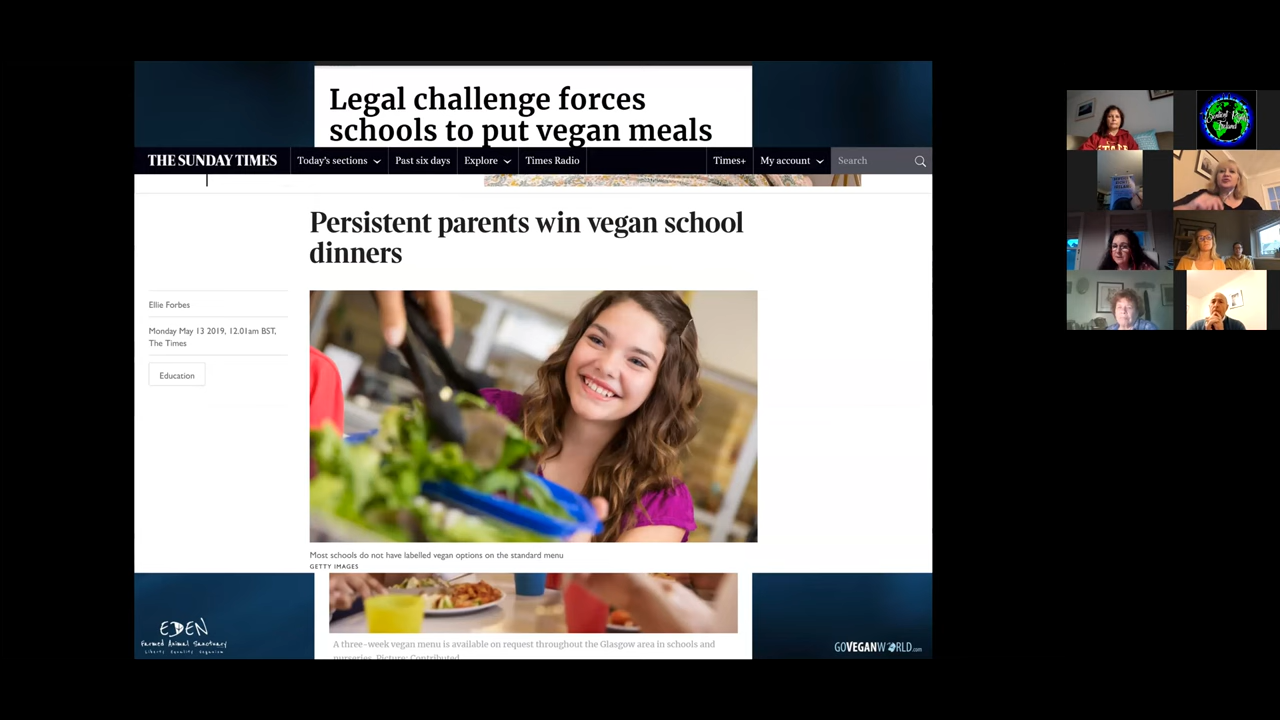 Legal challenge forces
schools to put vegan meals
THE SUNDAY TIMES
Today's sections
Past six days
Explore
Times Radio
Times+
My account
Search
Persistent parents win vegan school
dinners
Ellie Forbes
Monday May 13 2019, 12.01am BST,
The Times
Education
Most schools do not have labelled vegan options on the standard menu
GETTY IMAGES
A three-week vegan menu is available on request throughout the Glasgow area in schools and
nurseries. Picture: Contributed
EDEN
Farmed Animal Sanctuary
Liberty Equality Veganism
GOVEGANWORLD.com